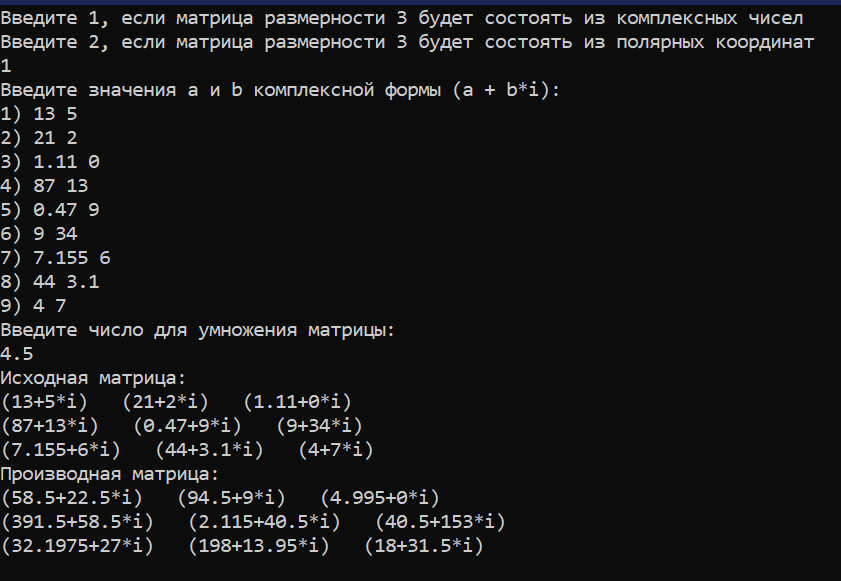 Введите 1, если матрица размерности 3 будет состоять из комплексных чисел
Введите 2, если матрица размерности 3 будет состоять из полярных координат
1
Введите значения a и b комплексной формы (a + b*i):
1) 13 5
2) 21 2
3) 1.11 0
4) 87 13
5) 0.47 9
6) 9 34
7) 7.155 6
8) 44 3.1
9) 4 7
Введите число для умножения матрицы:
4.5
Исходная матрица:
(13+5*i)   (21+2*i)   (1.11+0*i)
(87+13*i)   (0.47+9*i)   (9+34*i)
(7.155+6*i)   (44+3.1*i)   (4+7*i)
Производная матрица:
(58.5+22.5*i)   (94.5+9*i)   (4.995+0*i)
(391.5+58.5*i)   (2.115+40.5*i)   (40.5+153*i)
(32.1975+27*i)   (198+13.95*i)   (18+31.5*i)